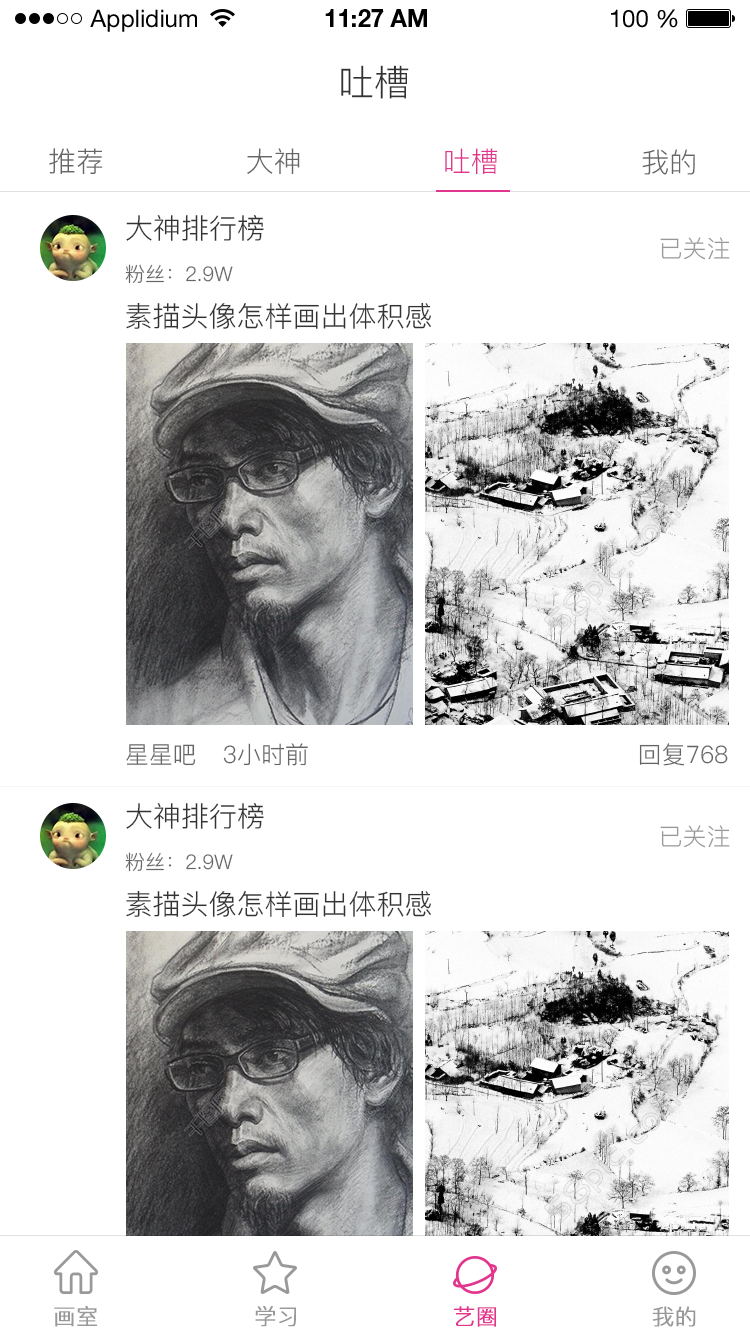 Applidium 11:27 AM 100 %
吐槽
推荐 大神 吐槽 我的
大神排行榜
已关注
粉丝：2.9W
素描头像怎样画出体积感
星星吧 3小时前 回复768
大神排行榜
已关注
粉丝：2.9W
素描头像怎样画出体积感
画室 学习 艺圈 我的